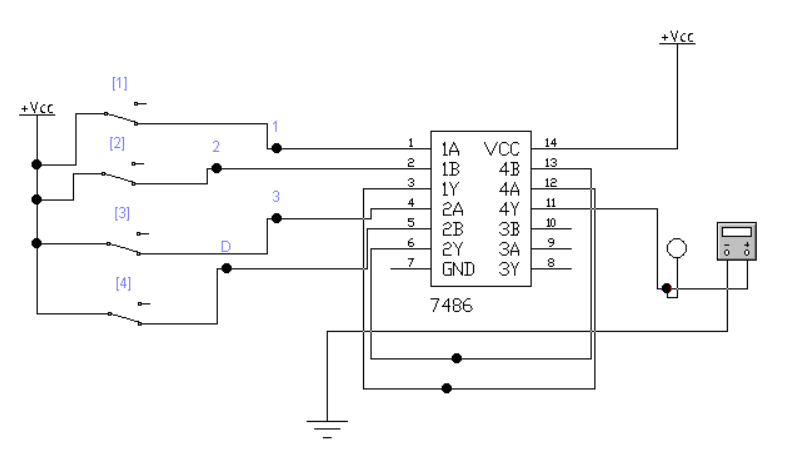 +Vcc
[1]
+Vcc
1
[2]
2
[3]
3
D
[4]
1 1A VCC 14
2 1B 4B 13
3 1Y 4A 12
4 2A 4Y 11
5 2B 3B 10
6 2Y 3A 9
7 GND 3Y 8
7486
- +